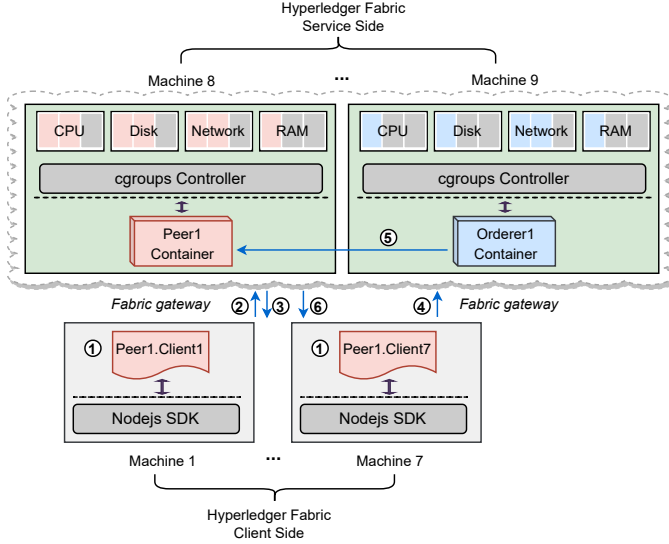 Hyperledger Fabric
Service Side
Machine 8
...
Machine 9
CPU
Disk
Network
RAM
CPU
Disk
Network
RAM
cgroups Controller
cgroups Controller
Peer1
Container
⑤
Orderer1
Container
Fabric gateway
②
③
⑥
④
Fabric gateway
①
Peer1.Client1
①
Peer1.Client7
Nodejs SDK
Nodejs SDK
Machine 1
...
Machine 7
Hyperledger Fabric
Client Side